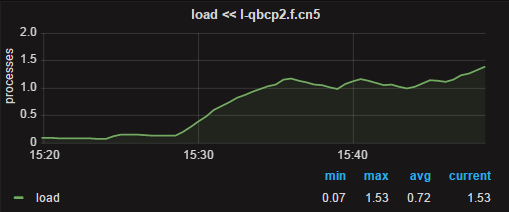 load << l-qbcp2.f.cn5
processes
2.0
1.5
1.0
0.5
0
15:20 15:30 15:40
min max avg current
load 0.07 1.53 0.72 1.53